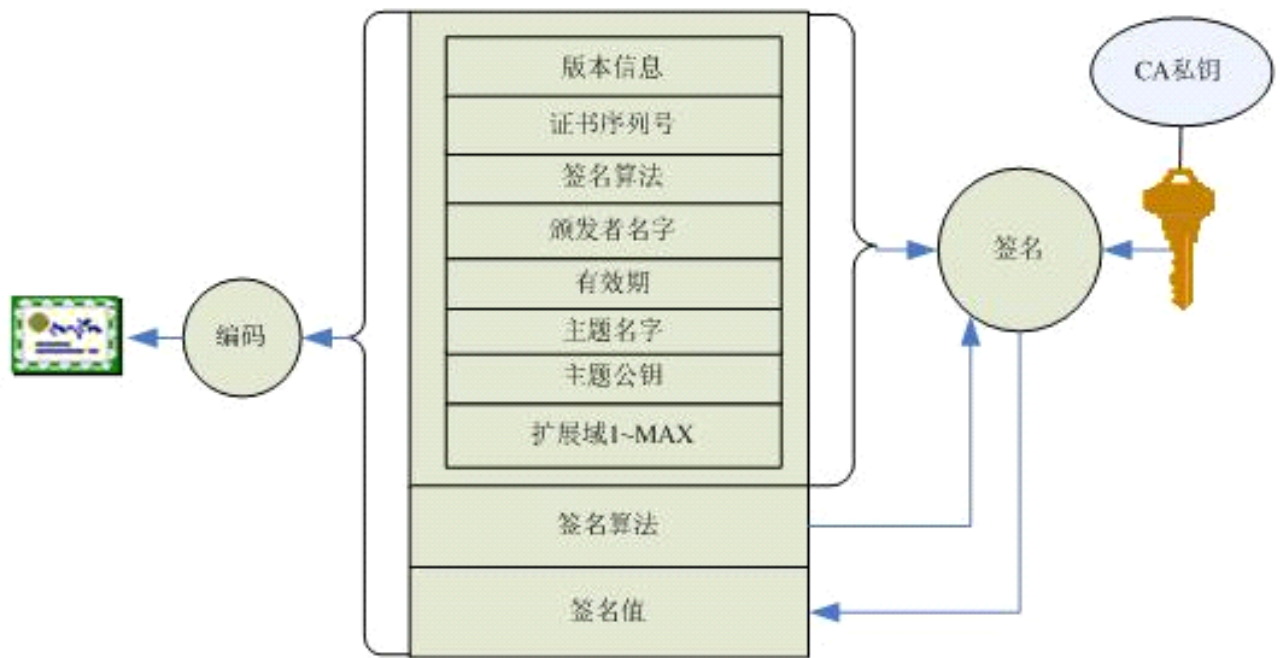 版本信息
证书序列号
签名算法
颁发者名字
有效期
主题名字
主题公钥
扩展域1~MAX
签名算法
签名值
编码
签名
CA私钥